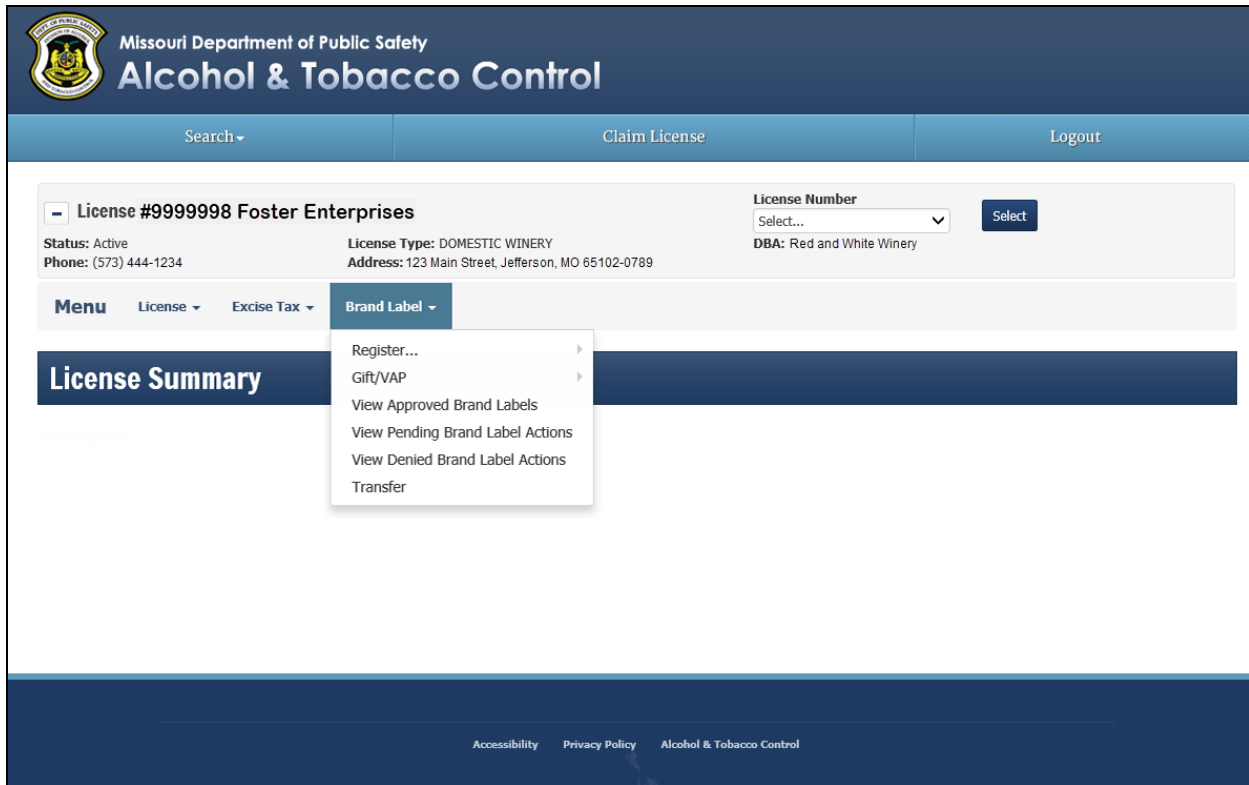 Missouri Department of Public Safety
Alcohol & Tobacco Control
Search
Claim License
Logout
License #9999998 Foster Enterprises
License Number
Select...
Select
Status: Active
License Type: DOMESTIC WINERY
DBA: Red and White Winery
Phone: (573) 444-1234
Address: 123 Main Street, Jefferson, MO 65102-0789
Menu
License
Excise Tax
Brand Label
Register...
Gift/VAP
View Approved Brand Labels
View Pending Brand Label Actions
View Denied Brand Label Actions
Transfer
License Summary
Accessibility
Privacy Policy
Alcohol & Tobacco Control